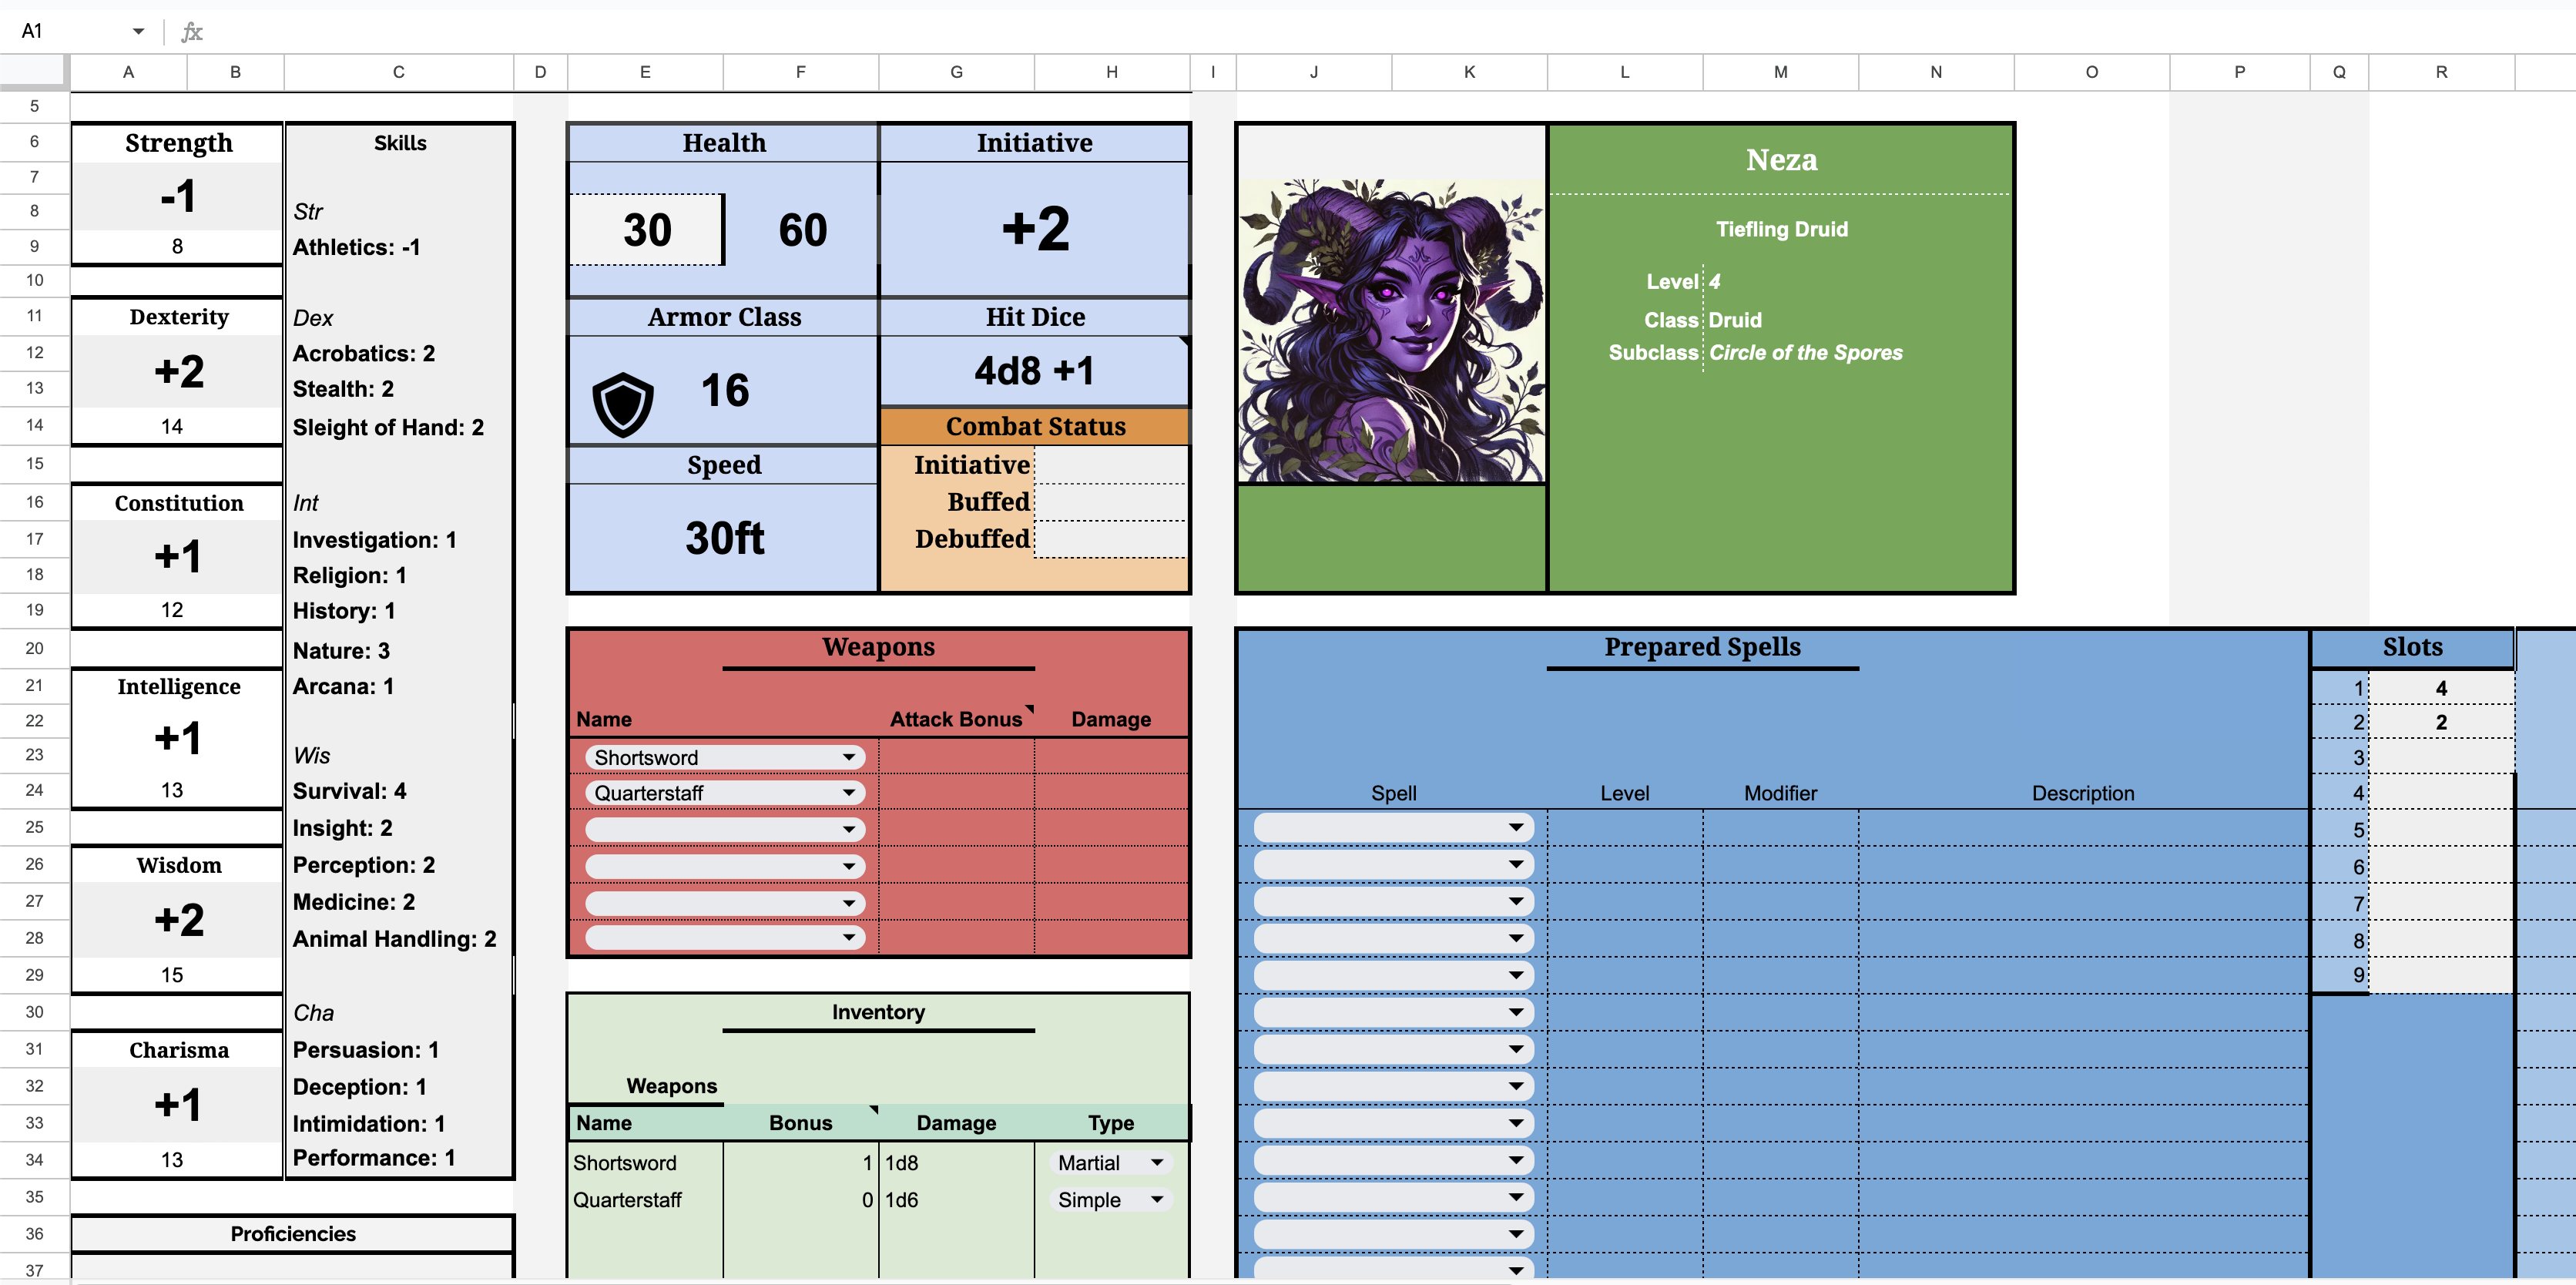 A1 fx
A B C D E F G H I J K L M N O P Q R
5
6
7
8
9
10
11
12
13
14
15
16
17
18
19
20
21
22
23
24
25
26
27
28
29
30
31
32
33
34
35
36
37
Strength
-1
8
Dexterity
+2
14
Constitution
+1
12
Intelligence
+1
13
Wisdom
+2
15
Charisma
+1
13
Proficiencies
Skills
Str
Athletics: -1
Dex
Acrobatics: 2
Stealth: 2
Sleight of Hand: 2
Int
Investigation: 1
Religion: 1
History: 1
Nature: 3
Arcana: 1
Wis
Survival: 4
Insight: 2
Perception: 2
Medicine: 2
Animal Handling: 2
Cha
Persuasion: 1
Deception: 1
Intimidation: 1
Performance: 1
Health
30 60
Initiative
+2
Armor Class
16
Hit Dice
4d8 +1
Speed
30ft
Combat Status
Initiative
Buffed
Debuffed
Weapons
Name Attack Bonus Damage
Shortsword
Quarterstaff
Inventory
Weapons
Name Bonus Damage Type
Shortsword 1 1d8 Martial
Quarterstaff 0 1d6 Simple
Neza
Tiefling Druid
Level 4
Class Druid
Subclass Circle of the Spores
Prepared Spells
Spell Level Modifier Description
Slots
1 4
2 2
3
4
5
6
7
8
9